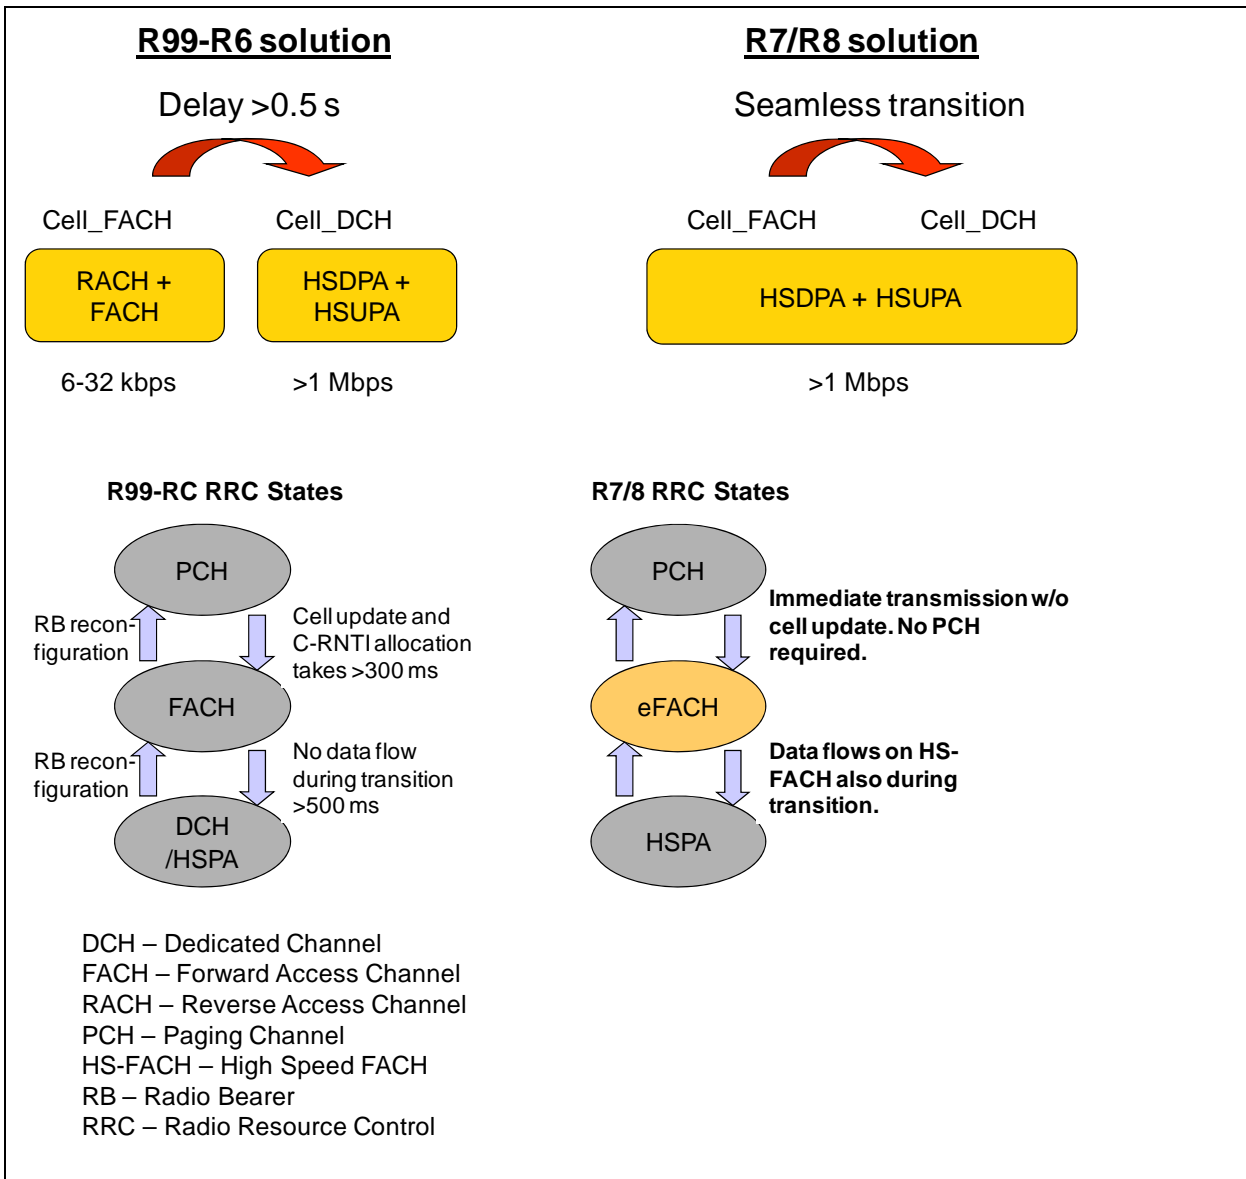 R99-R6 solution
R7/R8 solution
Delay >0.5 s
Seamless transition
Cell_FACH
Cell_DCH
Cell_FACH
Cell_DCH
RACH +
FACH
HSDPA +
HSUPA
HSDPA + HSUPA
6-32 kbps
>1 Mbps
>1 Mbps
R99-RC RRC States
R7/8 RRC States
PCH
RB recon-
figuration
Cell update and
C-RNTI allocation
takes >300 ms
FACH
RB recon-
figuration
No data flow
during transition
>500 ms
DCH
/HSPA
PCH
Immediate transmission w/o
cell update. No PCH
required.
eFACH
Data flows on HS-
FACH also during
transition.
HSPA
DCH – Dedicated Channel
FACH – Forward Access Channel
RACH – Reverse Access Channel
PCH – Paging Channel
HS-FACH – High Speed FACH
RB – Radio Bearer
RRC – Radio Resource Control